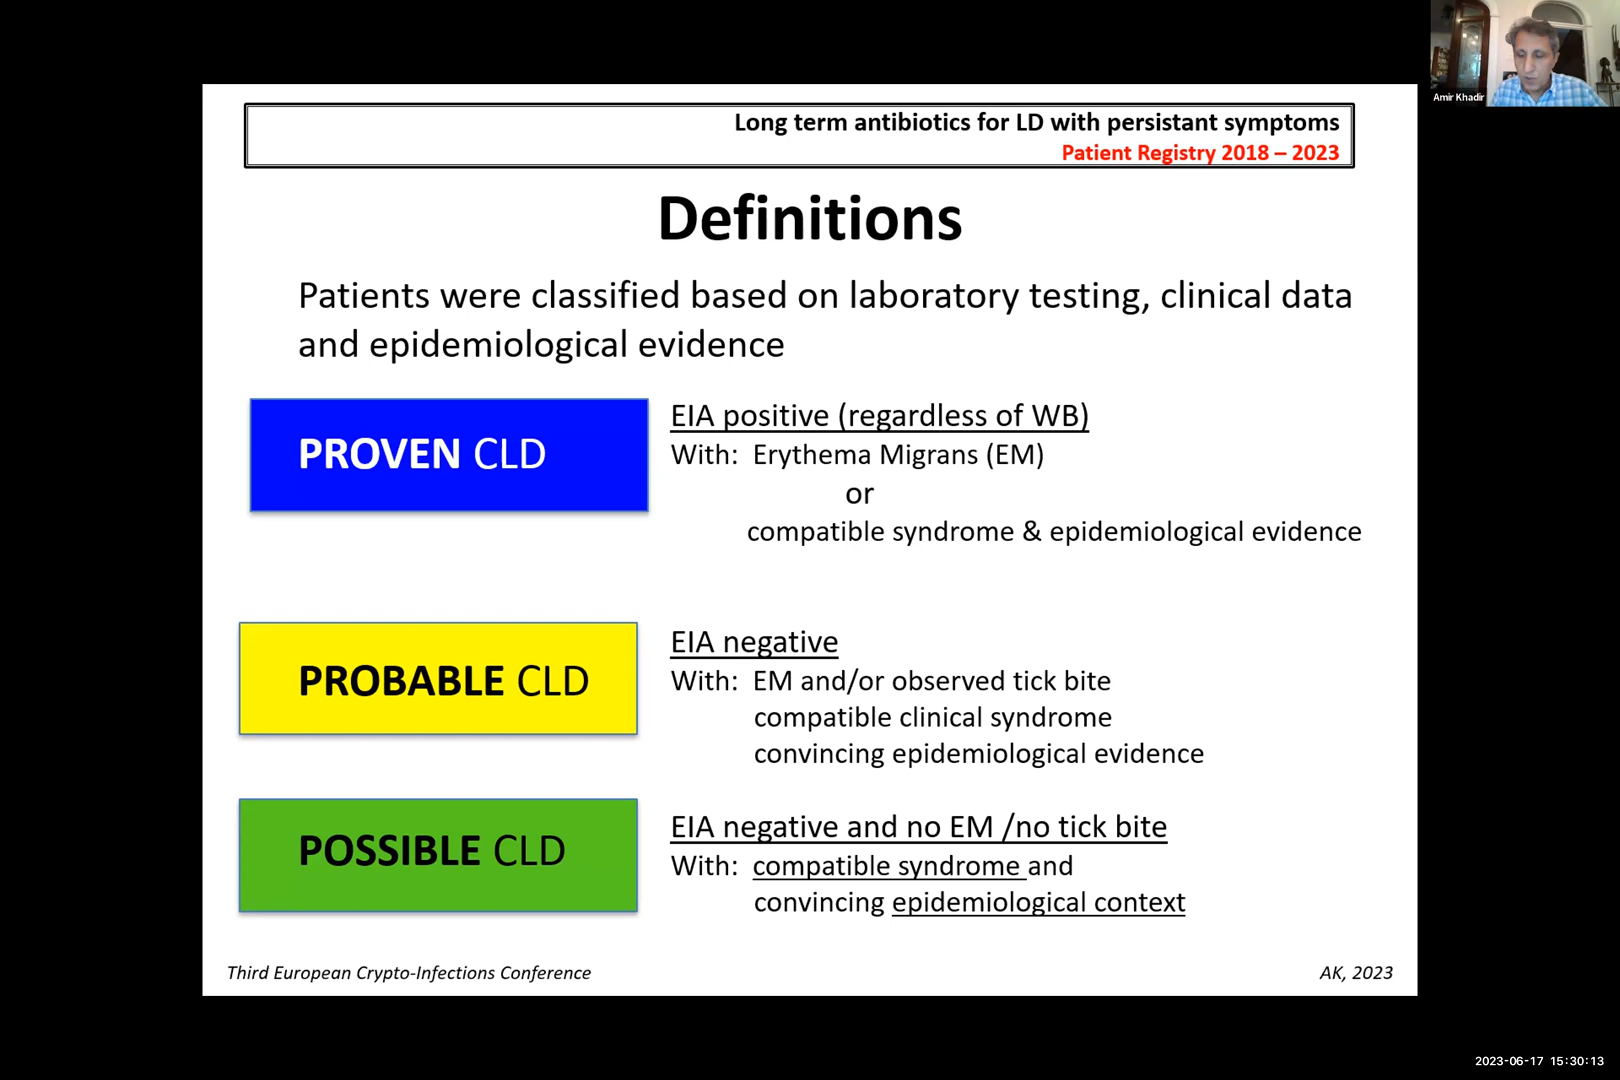 Amir Khadir
Long term antibiotics for LD with persistant symptoms
Patient Registry 2018 – 2023
Definitions
Patients were classified based on laboratory testing, clinical data
and epidemiological evidence
PROVEN CLD
EIA positive (regardless of WB)
With: Erythema Migrans (EM)
or
compatible syndrome & epidemiological evidence
PROBABLE CLD
EIA negative
With: EM and/or observed tick bite
compatible clinical syndrome
convincing epidemiological evidence
POSSIBLE CLD
EIA negative and no EM /no tick bite
With: compatible syndrome and
convincing epidemiological context
Third European Crypto-Infections Conference
AK, 2023
2023-06-17 15:30:13